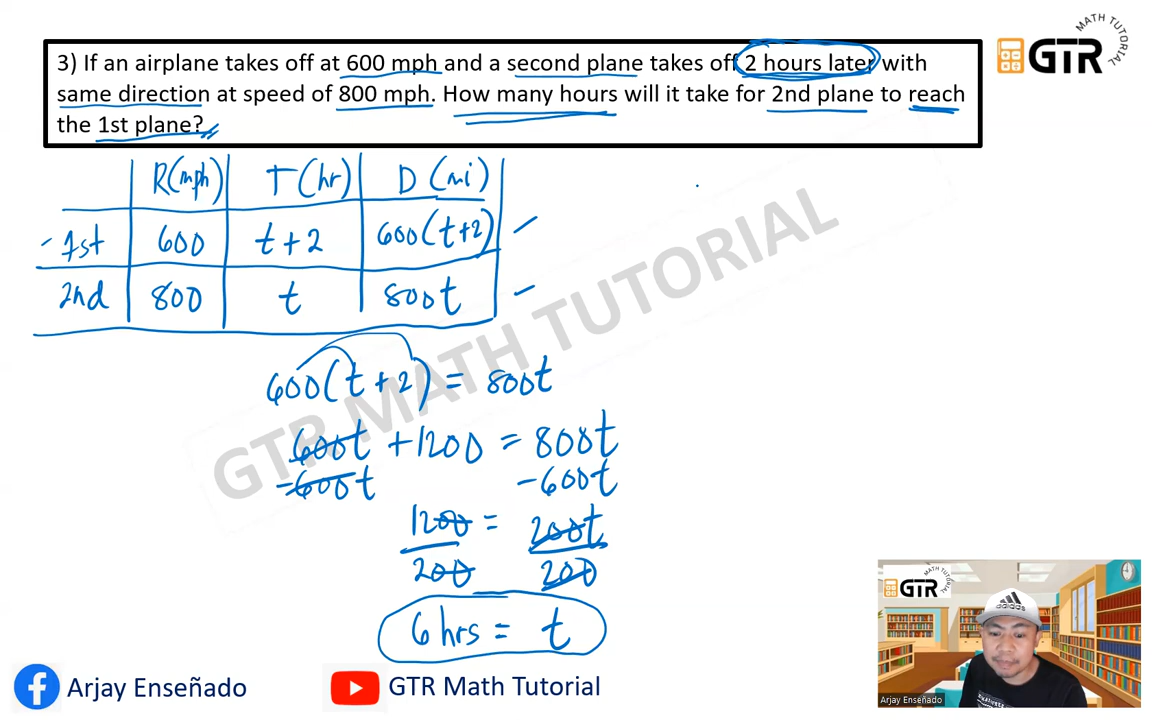 MATH TUTORIAL
GTR
3) If an airplane takes off at 600 mph and a second plane takes off 2 hours later with
same direction at speed of 800 mph. How many hours will it take for 2nd plane to reach
the 1st plane?
R(mph) T(hr) D(mi)
1st 600 t+2 600(t+2)
2nd 800 t 800t
600(t+2) = 800t
600t +1200 = 800t
-600t -600t
1200 = 200t
200 200
6 hrs = t
GTR MATH TUTORIAL
GTR
MATH TUTORIAL
Arjay Enseñado
Arjay Enseñado
GTR Math Tutorial